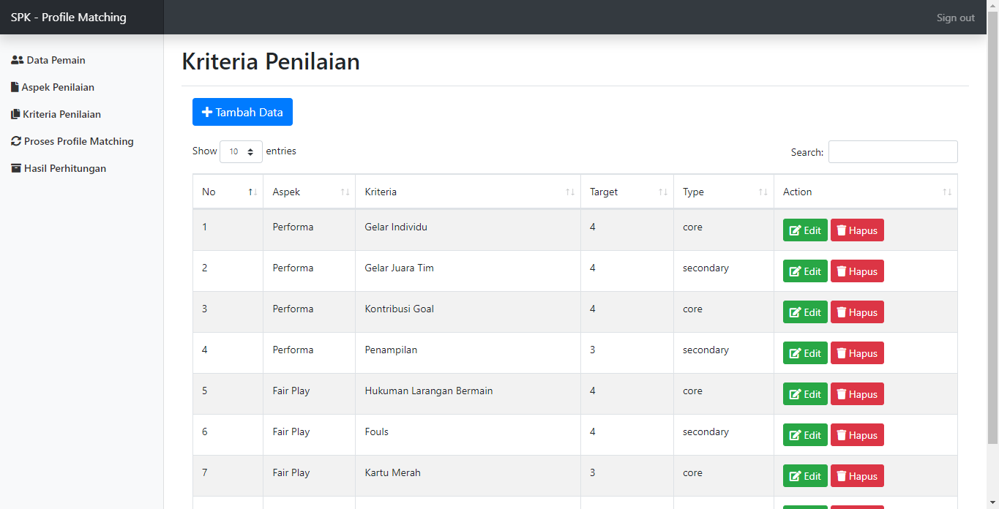 SPK - Profile Matching
Sign out
Data Pemain
Aspek Penilaian
Kriteria Penilaian
Proses Profile Matching
Hasil Perhitungan
Kriteria Penilaian
Tambah Data
Show 10 entries
Search:
No Aspek Kriteria Target Type Action
1 Performa Gelar Individu 4 core Edit Hapus
2 Performa Gelar Juara Tim 4 secondary Edit Hapus
3 Performa Kontribusi Goal 4 core Edit Hapus
4 Performa Penampilan 3 secondary Edit Hapus
5 Fair Play Hukuman Larangan Bermain 4 core Edit Hapus
6 Fair Play Fouls 4 secondary Edit Hapus
7 Fair Play Kartu Merah 3 core Edit Hapus